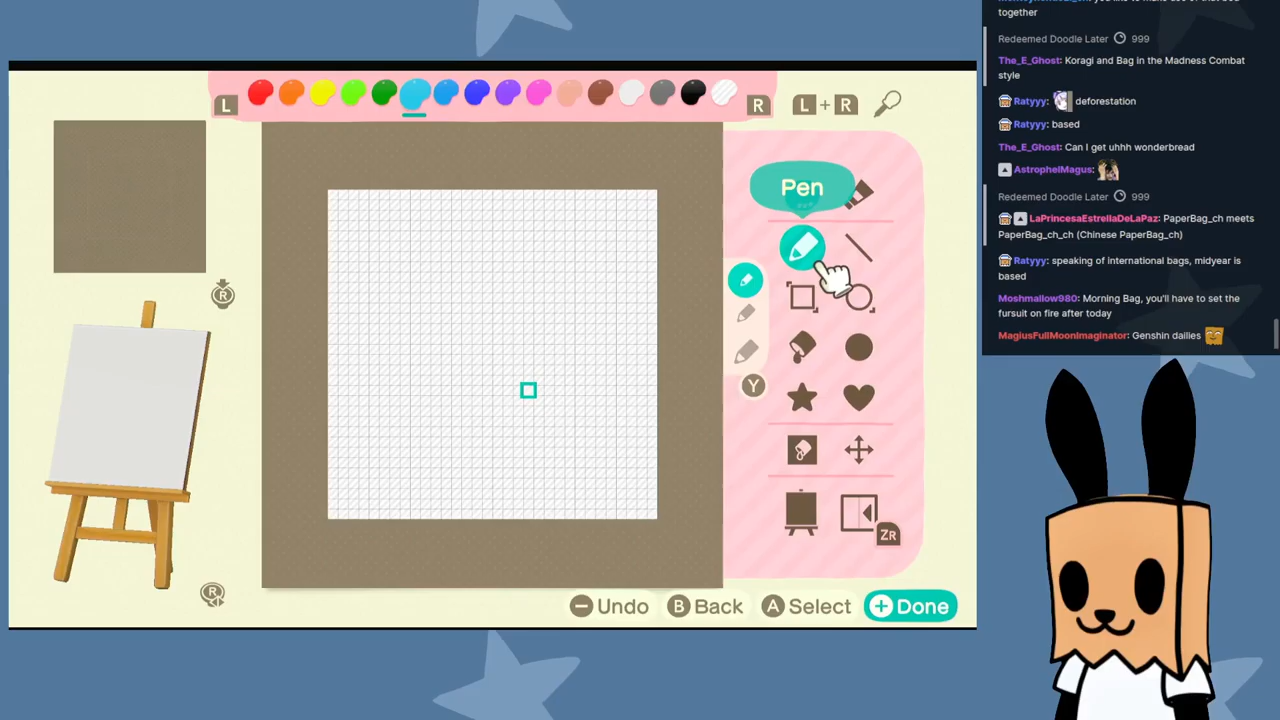 L
R
L + R
Pen
Y
ZR
R
R
- Undo
B Back
A Select
+ Done
together
Redeemed Doodle Later 999
The_E_Ghost: Koragi and Bag in the Madness Combat
style
Ratyyy: deforestation
Ratyyy: based
The_E_Ghost: Can I get uhhh wonderbread
AstrophelMagus:
Redeemed Doodle Later 999
LaPrincesaEstrellaDeLaPaz: PaperBag_ch meets
PaperBag_ch_ch (Chinese PaperBag_ch)
Ratyyy: speaking of international bags, midyear is
based
Moshmallow980: Morning Bag, you'll have to set the
fursuit on fire after today
MagiusFullMoonImaginator: Genshin dailies